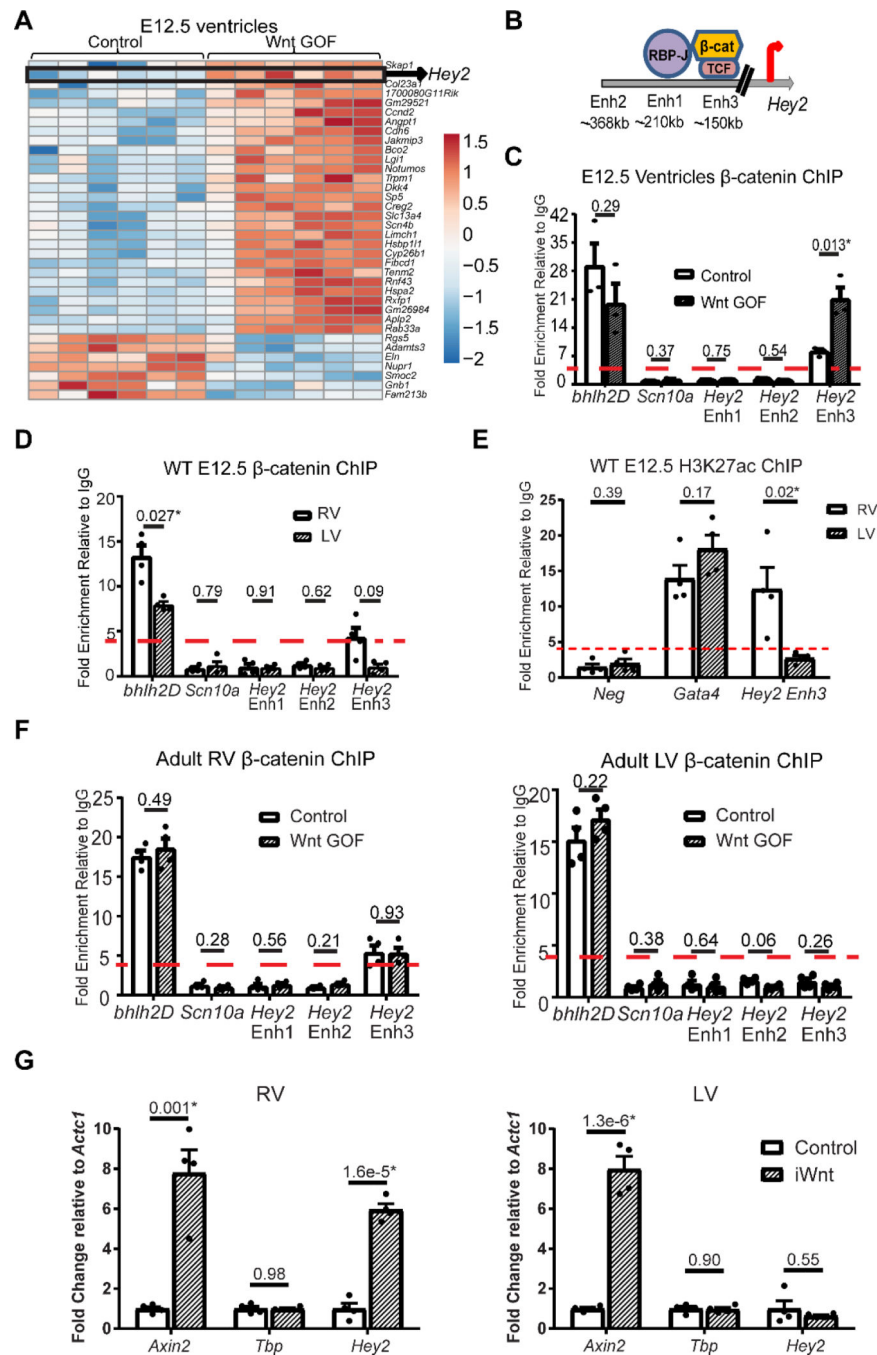 A
E12.5 ventricles
Control
Wnt GOF
Skap1
Hey2
Col23a1
1700080G11Rik
Gm29521
Ccnd2
Angpt1
Cdh6
Jakmip3
Bco2
Lgi1
Notumos
Trpm1
Dkk4
Sp5
Creg2
Slc13a4
Scn4b
Limch1
Hsbp1l1
Cyp26b1
Fibcd1
Tenm2
Rnf43
Hspa2
Rxfp1
Gm26984
Aplp2
Rab33a
Rgs5
Adamts3
Eln
Nupr1
Smoc2
Gnb1
Fam213b
1.5
1
0.5
0
−0.5
−1
−1.5
−2
B
RBP-J
β-cat
TCF
Enh2 Enh1 Enh3
~368kb ~210kb ~150kb
Hey2
C
E12.5 Ventricles β-catenin ChIP
Fold Enrichment Relative to IgG
42
35
28
21
14
7
0
0.29
0.37
0.75
0.54
0.013*
Control
Wnt GOF
bhlh2D Scn10a Hey2 Hey2 Hey2
Enh1 Enh2 Enh3
D
WT E12.5 β-catenin ChIP
Fold Enrichment Relative to IgG
20
15
10
5
0
0.027*
0.79
0.91
0.62
0.09
RV
LV
bhlh2D Scn10a Hey2 Hey2 Hey2
Enh1 Enh2 Enh3
E
WT E12.5 H3K27ac ChIP
Fold Enrichment Relative to IgG
25
20
15
10
5
0
0.39
0.17
0.02*
RV
LV
Neg Gata4 Hey2 Enh3
F
Adult RV β-catenin ChIP
Fold Enrichment Relative to IgG
25
20
15
10
5
0
0.49
0.28
0.56
0.21
0.93
Control
Wnt GOF
bhlh2D Scn10a Hey2 Hey2 Hey2
Enh1 Enh2 Enh3
Adult LV β-catenin ChIP
Fold Enrichment Relative to IgG
20
15
10
5
0
0.22
0.38
0.64
0.06
0.26
Control
Wnt GOF
bhlh2D Scn10a Hey2 Hey2 Hey2
Enh1 Enh2 Enh3
G
RV
Fold Change relative to Actc1
10
8
6
4
2
0
0.001*
0.98
1.6e-5*
Axin2 Tbp Hey2
LV
Fold Change relative to Actc1
10
8
6
4
2
0
1.3e-6*
0.90
0.55
Control
iWnt
Axin2 Tbp Hey2